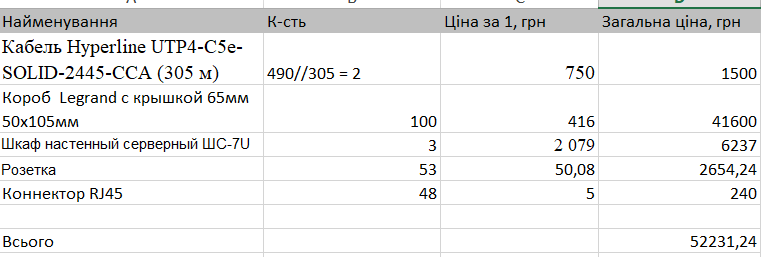 Найменування К-сть Ціна за 1, грн Загальна ціна, грн
Кабель Hyperline UTP4-C5e-
SOLID-2445-CCA (305 м) 490//305 = 2 750 1500
Короб Legrand с крышкой 65мм
50х105мм 100 416 41600
Шкаф настенный серверный ШС-7U 3 2 079 6237
Розетка 53 50,08 2654,24
Коннектор RJ45 48 5 240
Всього 52231,24